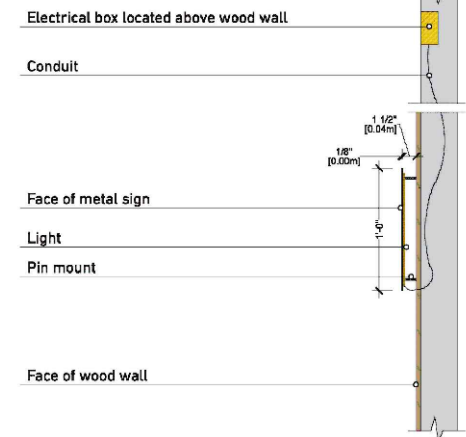 Electrical box located above wood wall
Conduit
1 1/2"
[0.04m]
1/8"
[0.00m]
Face of metal sign
1'-0"
Light
Pin mount
Face of wood wall